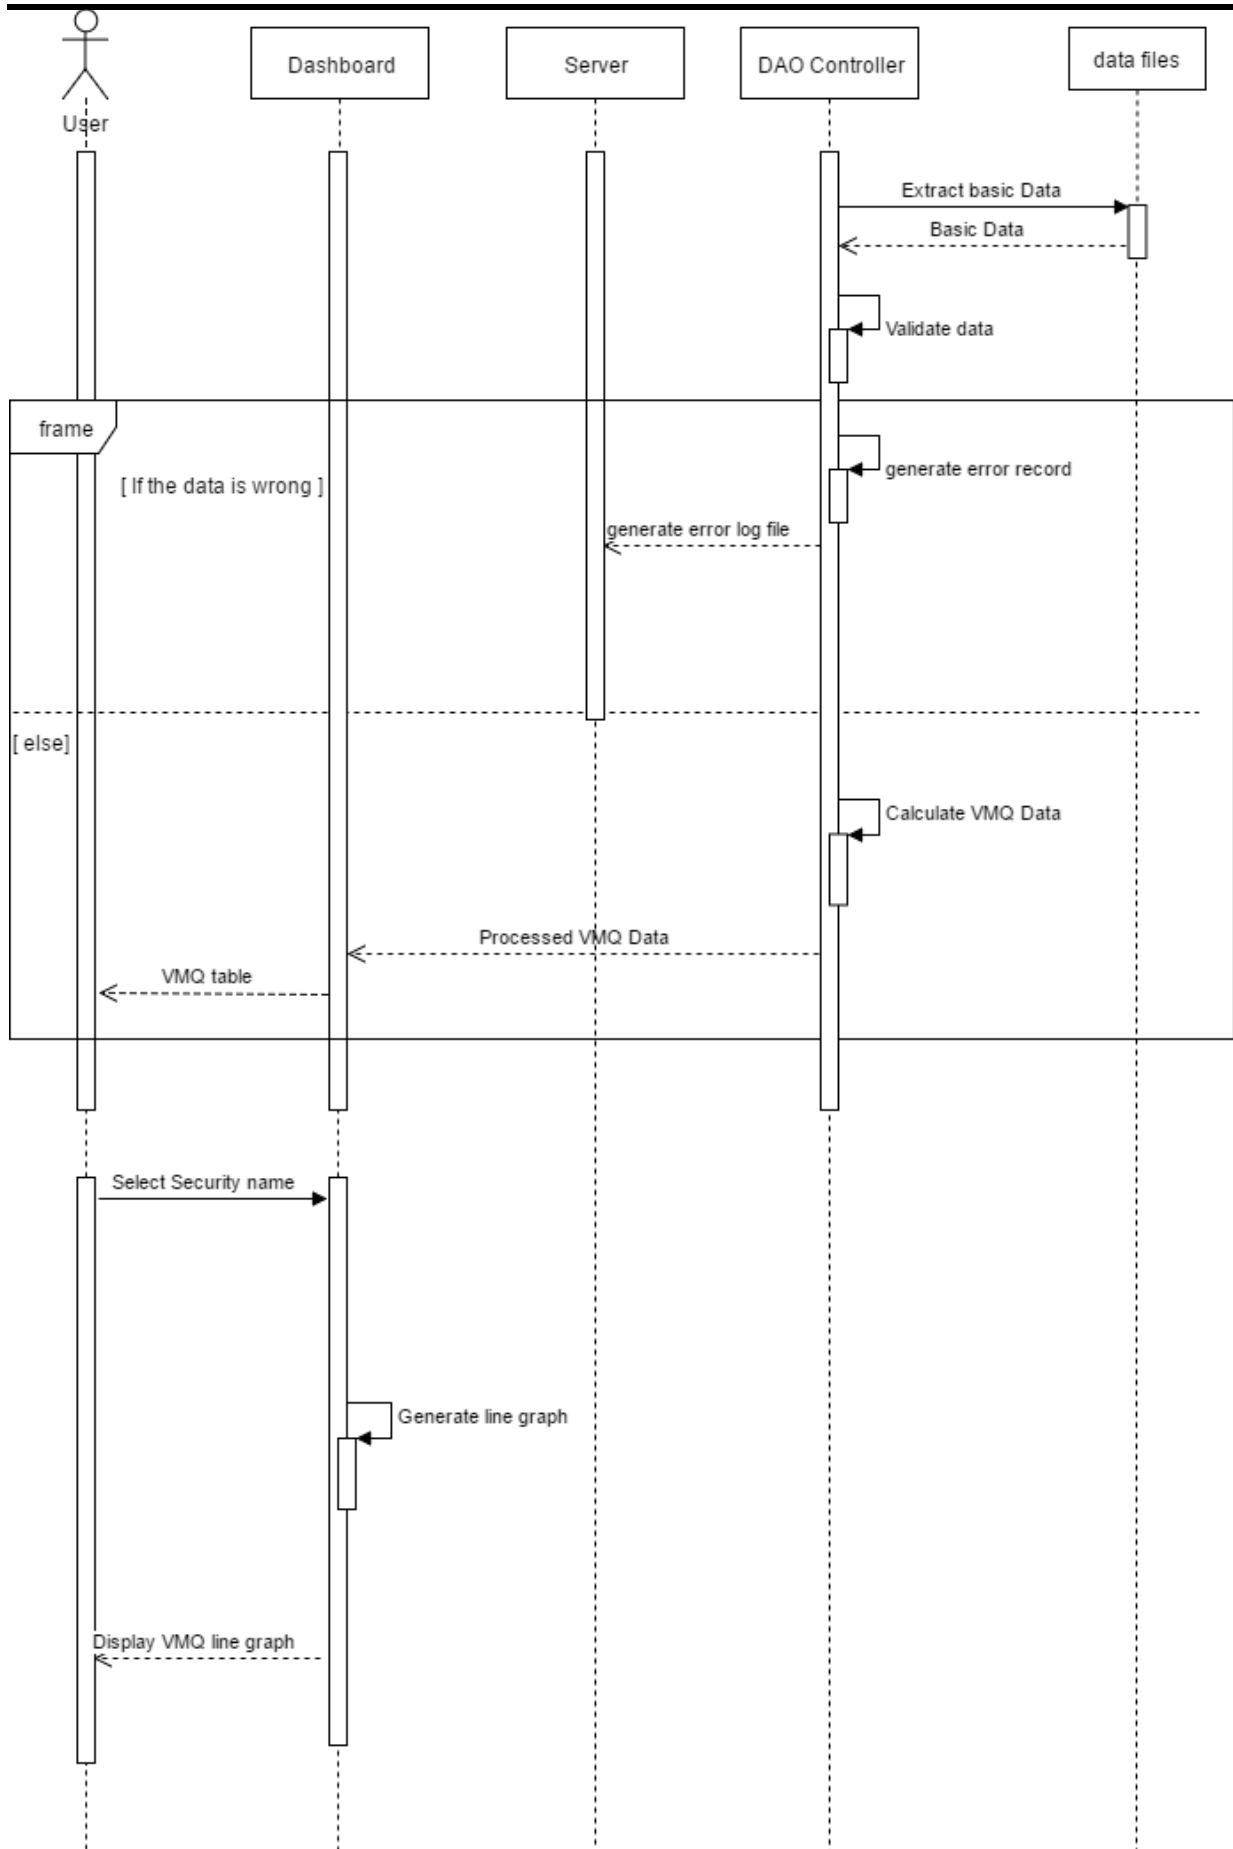 User
Dashboard
Server
DAO Controller
data files
Extract basic Data
Basic Data
Validate data
frame
generate error record
[ If the data is wrong ]
generate error log file
[ else]
Calculate VMQ Data
Processed VMQ Data
VMQ table
Select Security name
Generate line graph
Display VMQ line graph